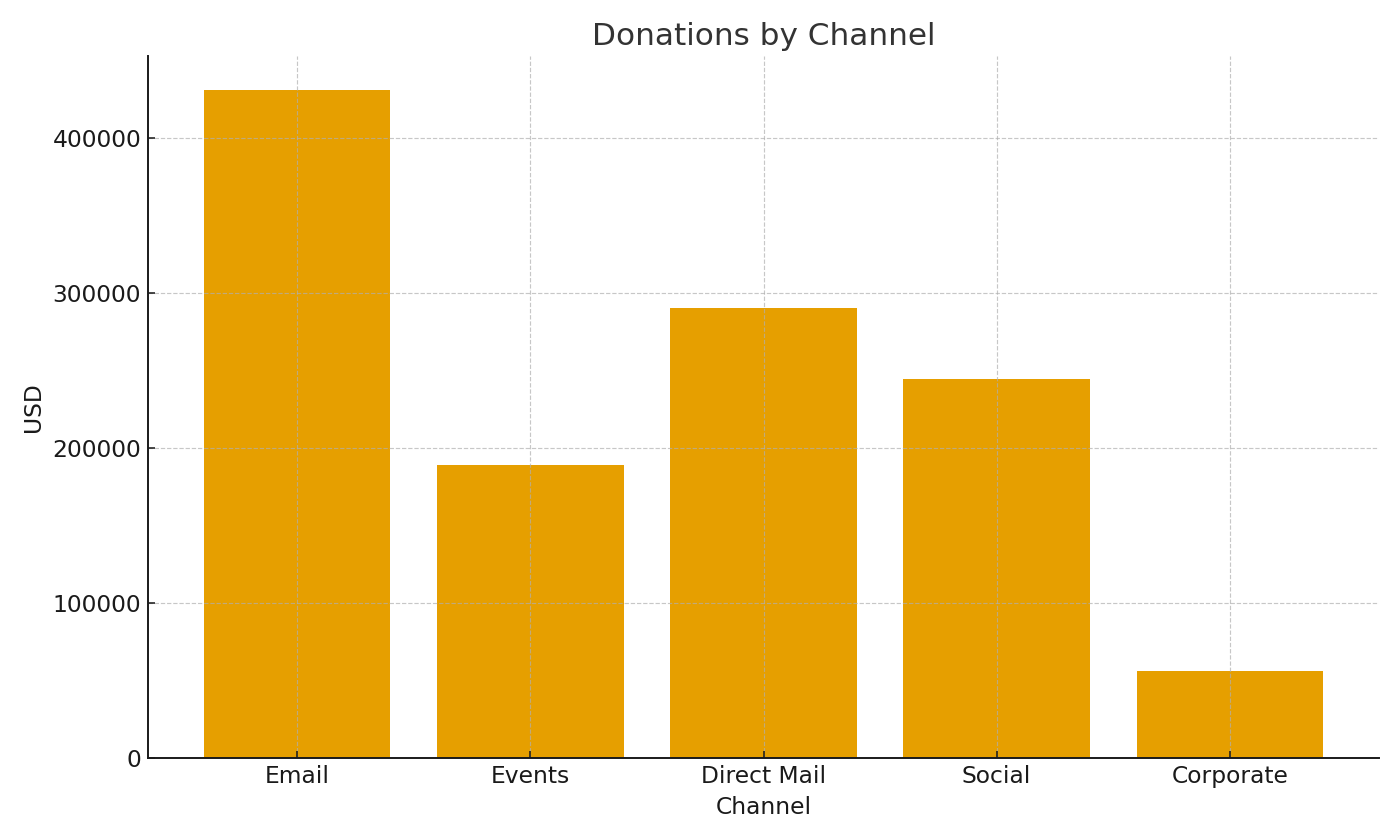 Donations by Channel
400000
300000
200000
100000
0
USD
Email
Events
Direct Mail
Social
Corporate
Channel